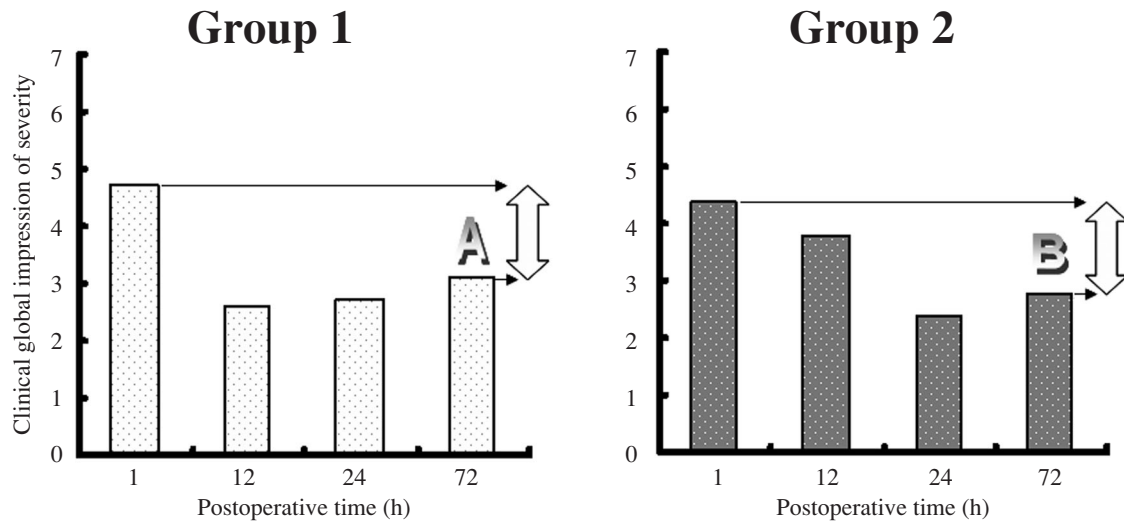 Group 1
Clinical global impression of severity
7
6
5
4
3
2
1
0
A
1 12 24 72
Postoperative time (h)
Group 2
7
6
5
4
3
2
1
0
B
1 12 24 72
Postoperative time (h)